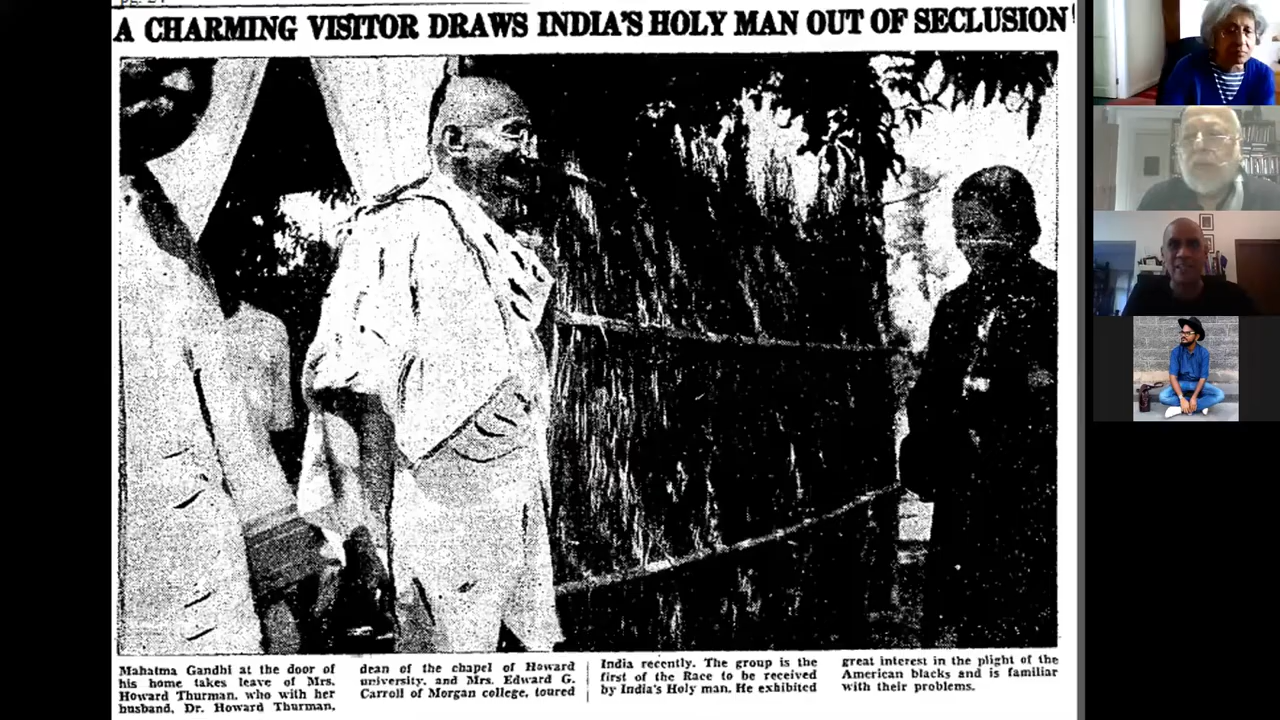 A CHARMING VISITOR DRAWS INDIA'S HOLY MAN OUT OF SECLUSION
Mahatma Gandhi at the door of
his home takes leave of Mrs.
Howard Thurman, who with her
husband, Dr. Howard Thurman,
dean of the chapel of Howard
university, and Mrs. Edward G.
Carroll of Morgan college, toured
India recently. The group is the
first of the Race to be received
by India's Holy man. He exhibited
great interest in the plight of the
American blacks and is familiar
with their problems.